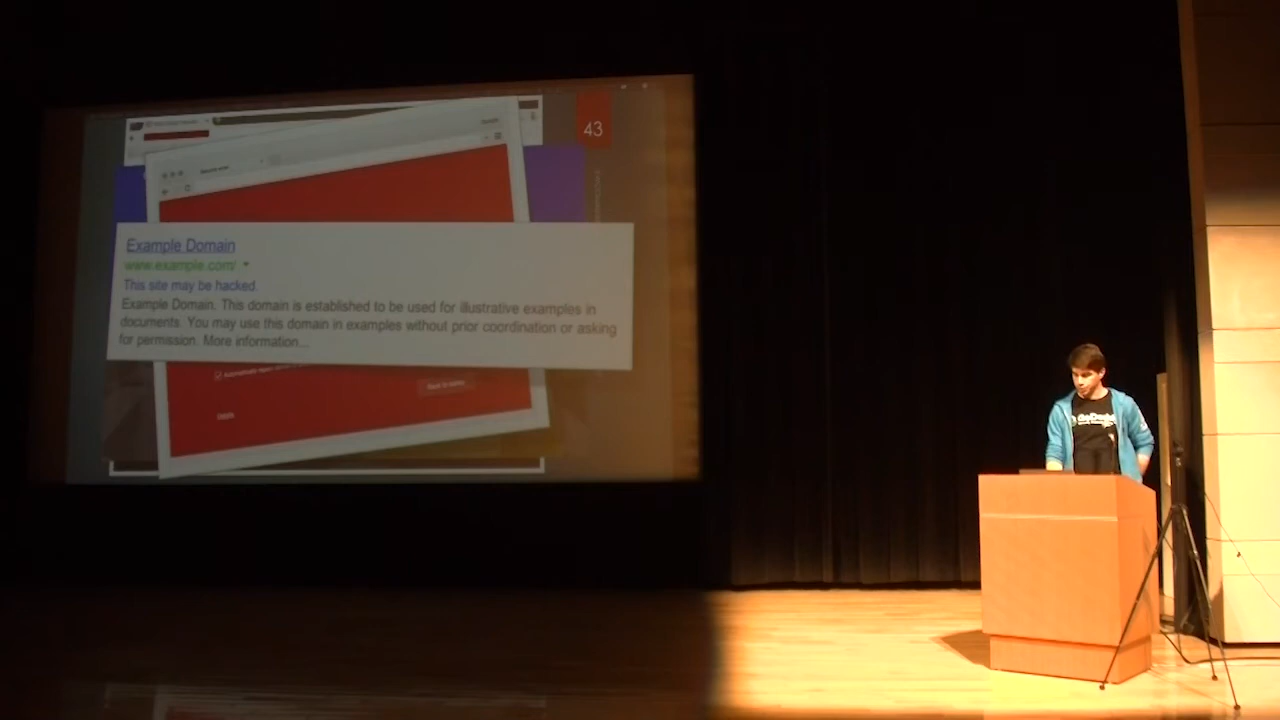 43
Example Domain
www.example.com/
This site may be hacked.
Example Domain. This domain is established to be used for illustrative examples in
documents. You may use this domain in examples without prior coordination or asking
for permission. More information...